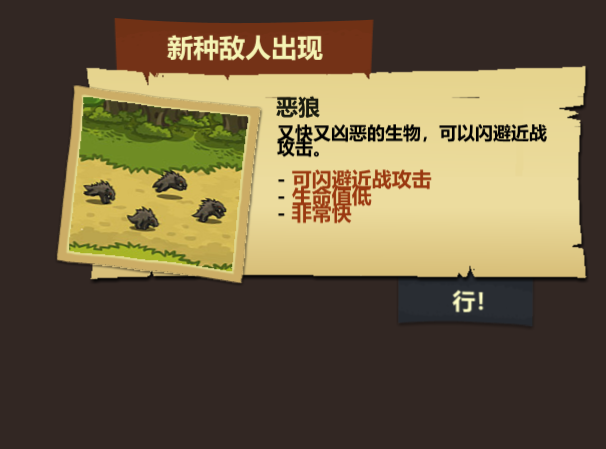 新种敌人出现
恶狼
又快又凶恶的生物，可以闪避近战
攻击。
- 可闪避近战攻击
- 生命值低
- 非常快
行！